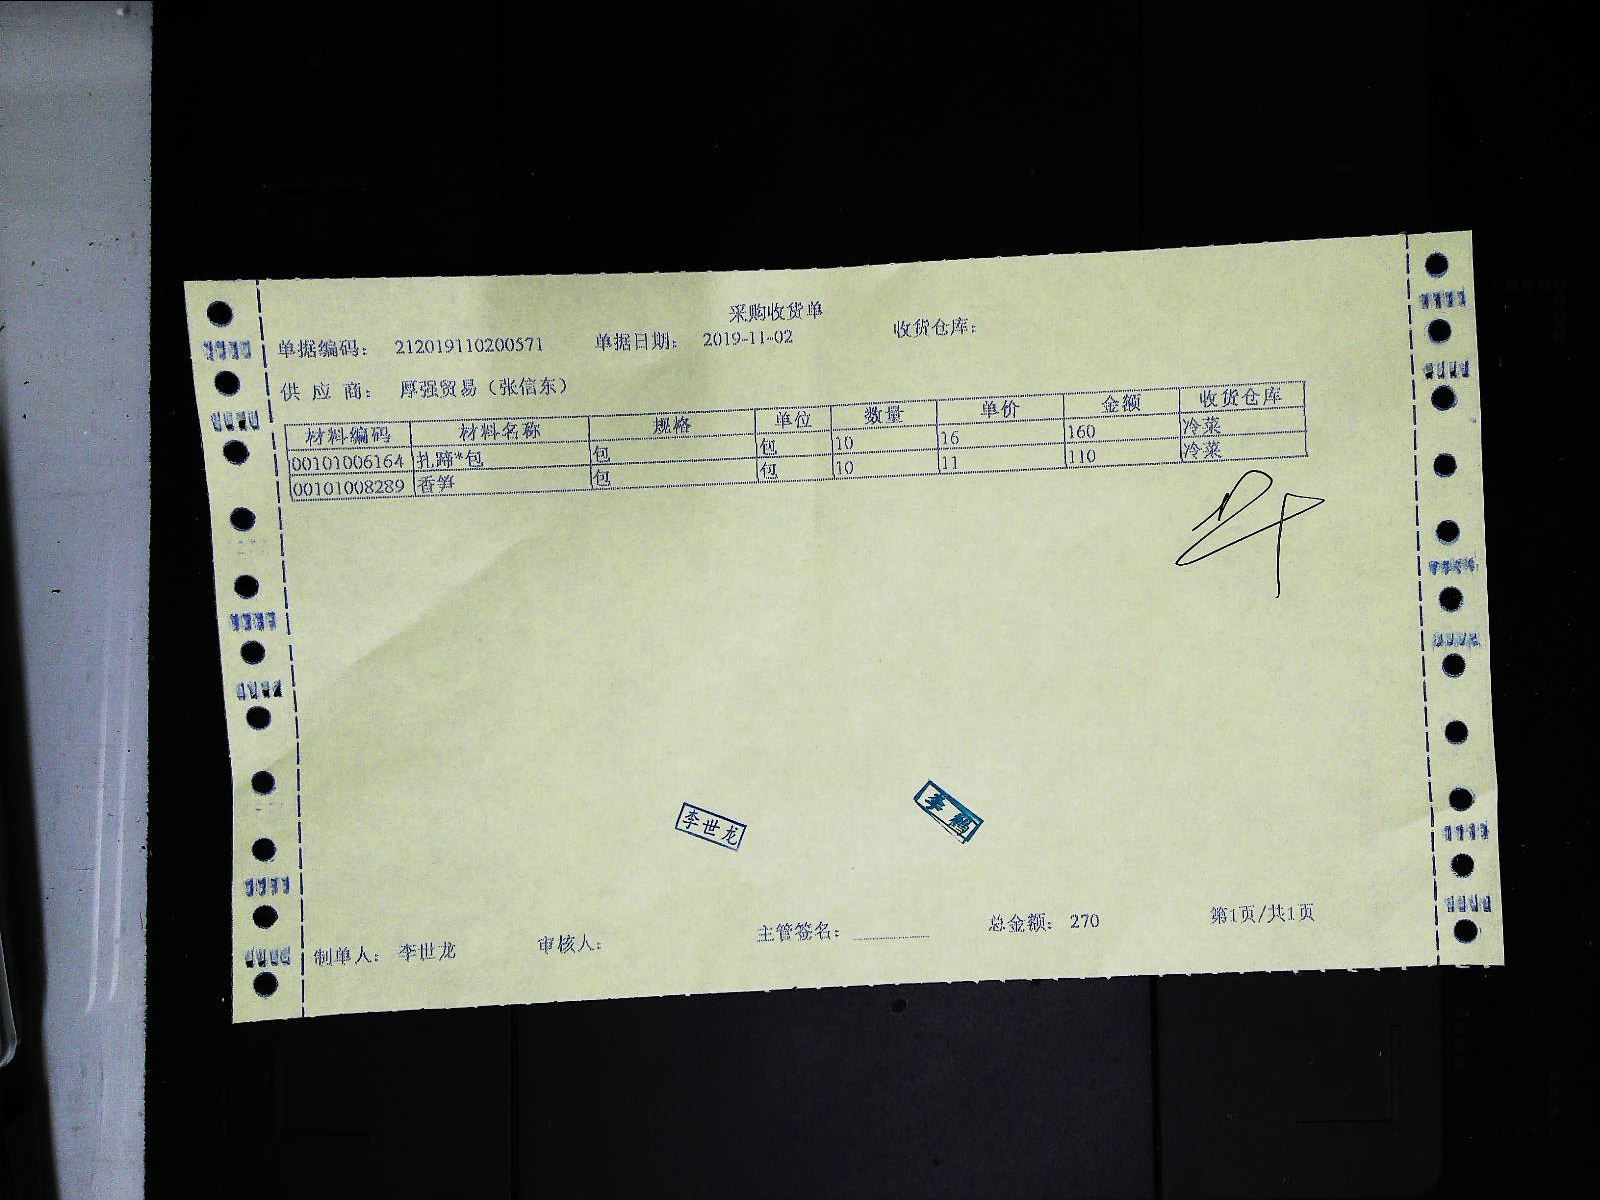 采购收货单
单据编码： 212019110200571 单据日期： 2019-11-02 收货仓库：
供 应 商： 厚强贸易（张信东）
材料编码 材料名称 规格 单位 数量 单价 金额 收货仓库
00101006164 扎蹄*包 包 包 10 16 160 冷菜
00101008289 香笋 包 包 10 11 110 冷菜
李世龙
李鹤
制单人： 李世龙 审核人： 主管签名： 总金额： 270 第1页/共1页